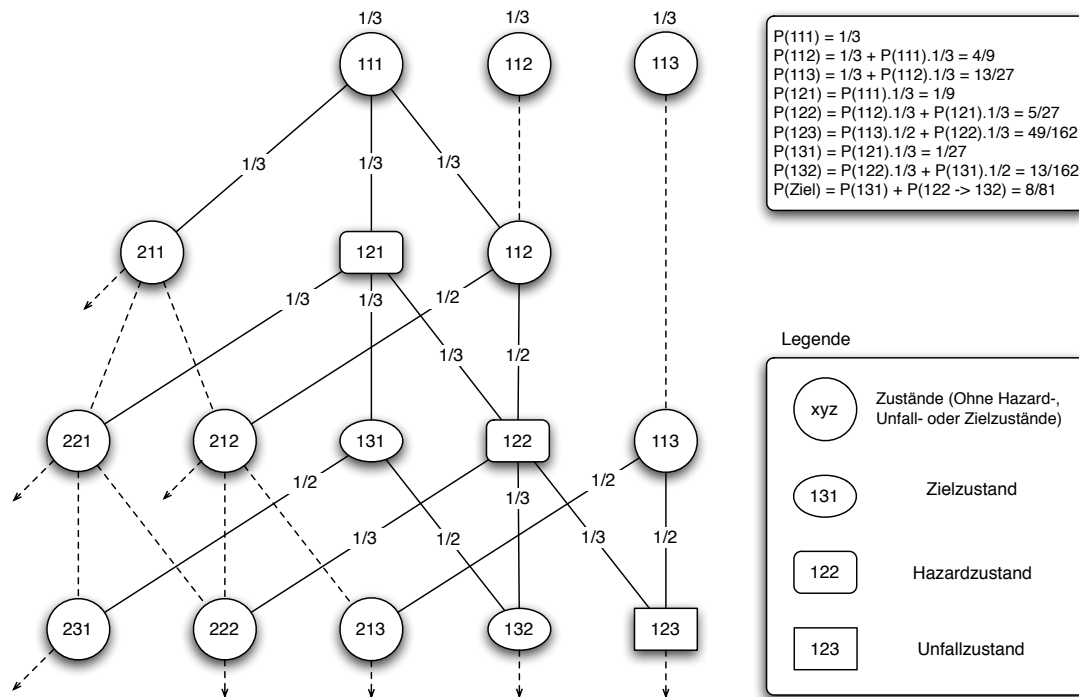 1/3
1/3
1/3
111
112
113
P(111) = 1/3
P(112) = 1/3 + P(111).1/3 = 4/9
P(113) = 1/3 + P(112).1/3 = 13/27
P(121) = P(111).1/3 = 1/9
P(122) = P(112).1/3 + P(121).1/3 = 5/27
P(123) = P(113).1/2 + P(122).1/3 = 49/162
P(131) = P(121).1/3 = 1/27
P(132) = P(122).1/3 + P(131).1/2 = 13/162
P(Ziel) = P(131) + P(122 -> 132) = 8/81
1/3
1/3
1/3
211
121
112
1/3
1/3
1/2
1/3
1/2
221
212
131
122
113
1/2
1/3
1/2
1/3
1/2
1/3
1/2
231
222
213
132
123
Legende
xyz
Zustände (Ohne Hazard-,
Unfall- oder Zielzustände)
131
Zielzustand
122
Hazardzustand
123
Unfallzustand